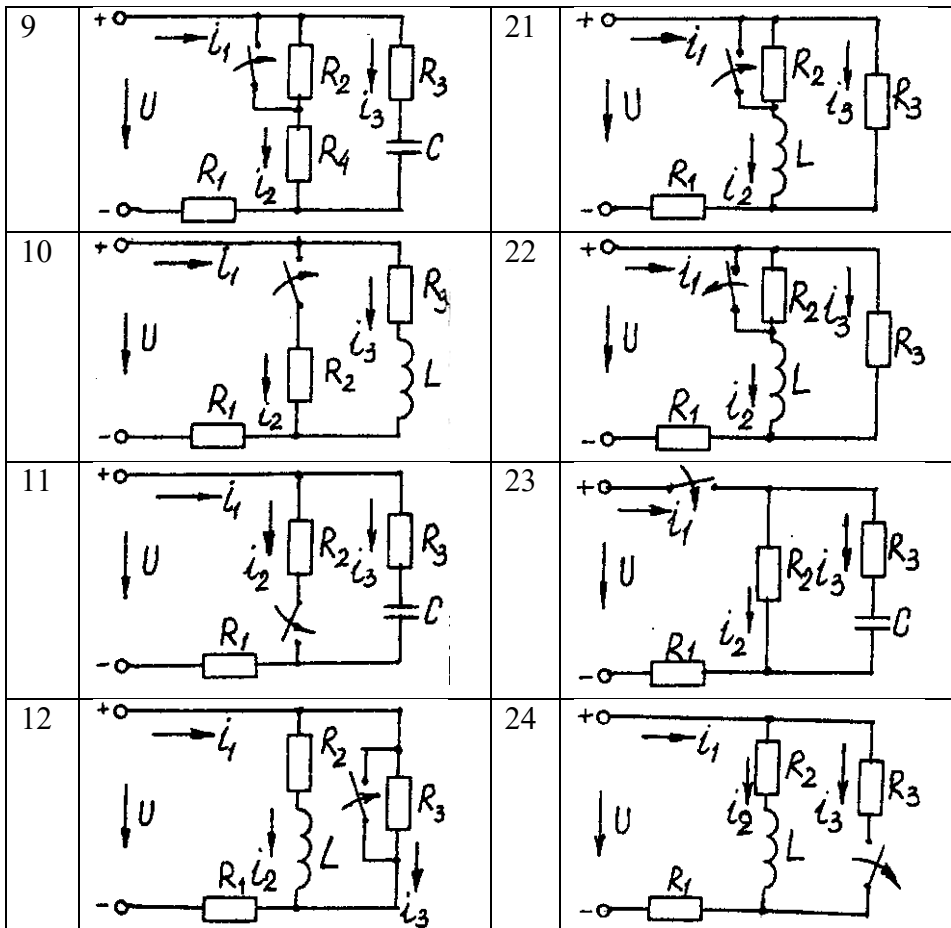 9
+
i1
R2
i3
R3
U
i2
R4
C
R1
-
21
+
i1
R2
i3
R3
U
i2
L
R1
-
10
+
i1
R3
i3
U
i2
R2
L
R1
-
22
+
i1
R2
i3
R3
U
i2
L
R1
-
11
+
i1
R2
R3
i2
i3
U
C
R1
-
23
+
i1
R3
U
R2
i3
i2
C
R1
-
12
+
i1
R2
R3
U
i2
L
R1
i3
-
24
+
i1
R2
R3
i2
i3
U
L
R1
-